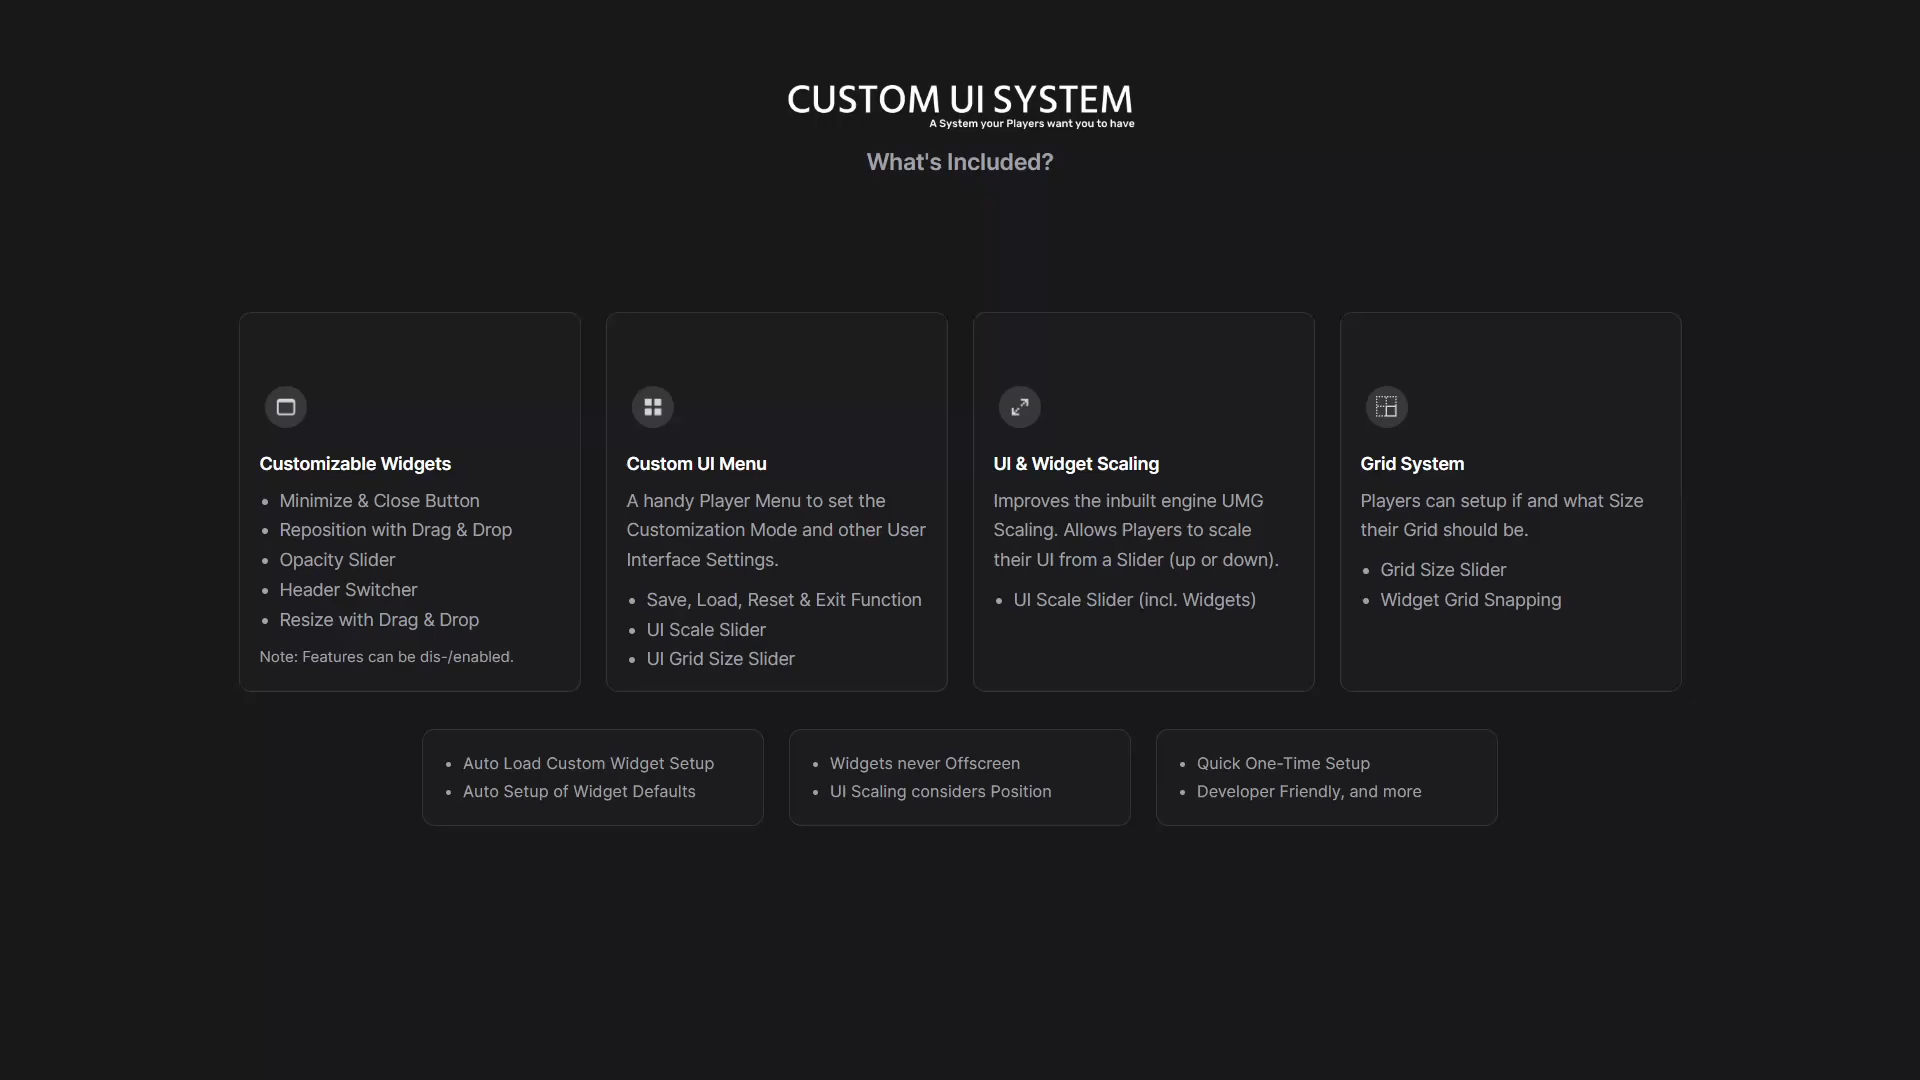 CUSTOM UI SYSTEM
A System your Players want you to have
What's Included?
Customizable Widgets
• Minimize & Close Button
• Reposition with Drag & Drop
• Opacity Slider
• Header Switcher
• Resize with Drag & Drop
Note: Features can be dis-/enabled.
Custom UI Menu
A handy Player Menu to set the
Customization Mode and other User
Interface Settings.
• Save, Load, Reset & Exit Function
• UI Scale Slider
• UI Grid Size Slider
UI & Widget Scaling
Improves the inbuilt engine UMG
Scaling. Allows Players to scale
their UI from a Slider (up or down).
• UI Scale Slider (incl. Widgets)
Grid System
Players can setup if and what Size
their Grid should be.
• Grid Size Slider
• Widget Grid Snapping
• Auto Load Custom Widget Setup
• Auto Setup of Widget Defaults
• Widgets never Offscreen
• UI Scaling considers Position
• Quick One-Time Setup
• Developer Friendly, and more